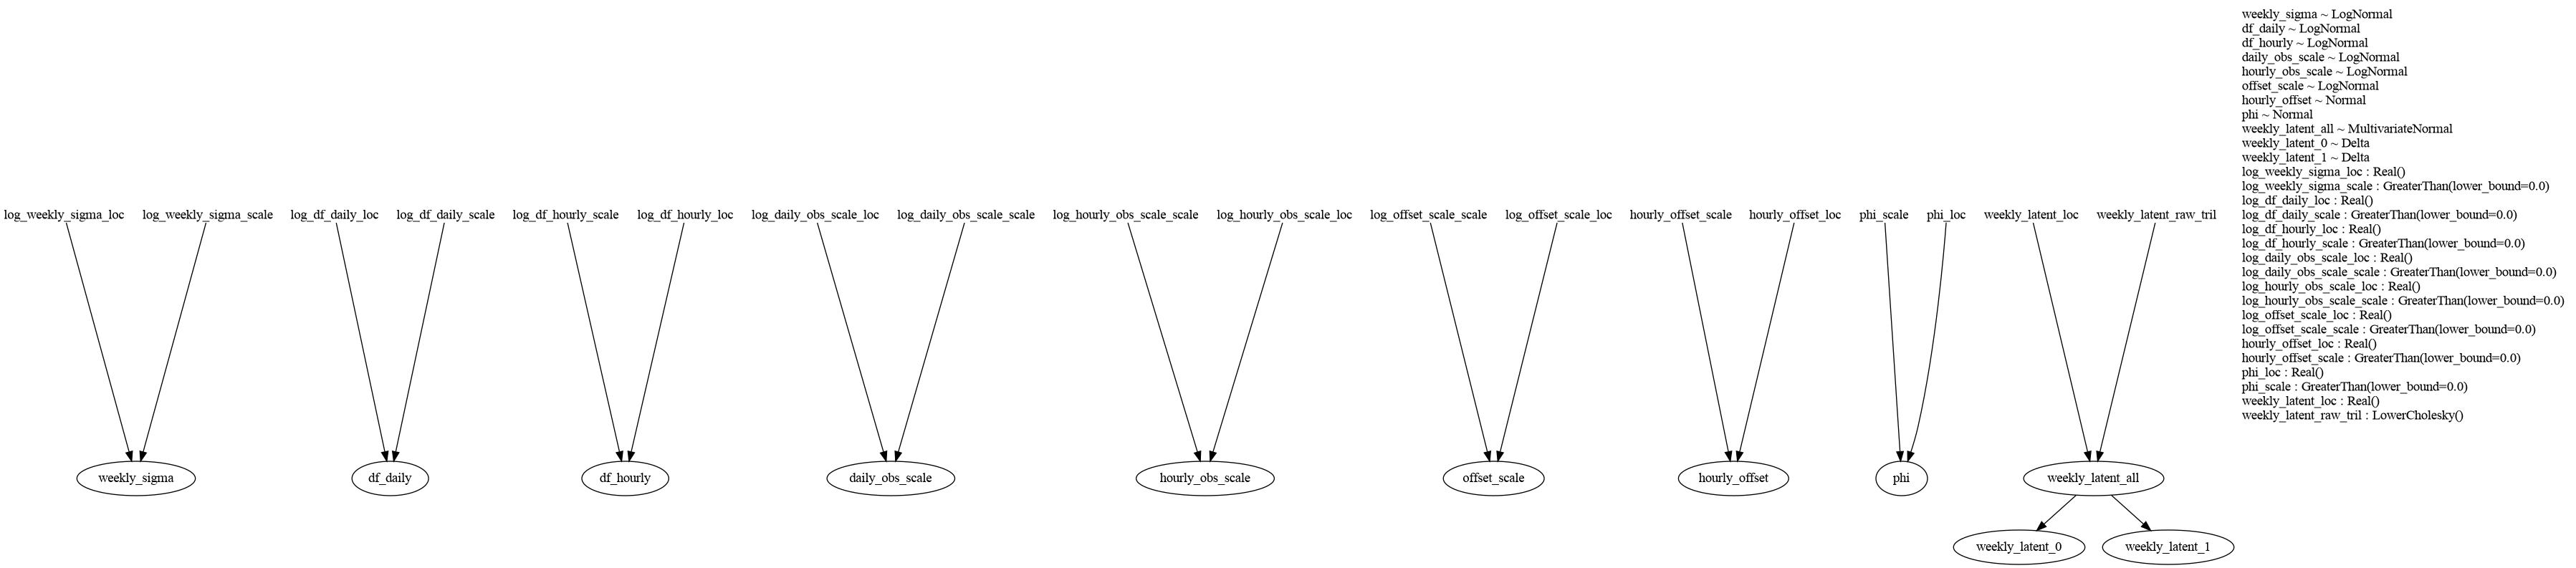 weekly_sigma ~ LogNormal
df_daily ~ LogNormal
df_hourly ~ LogNormal
daily_obs_scale ~ LogNormal
hourly_obs_scale ~ LogNormal
offset_scale ~ LogNormal
hourly_offset ~ Normal
phi ~ Normal
weekly_latent_all ~ MultivariateNormal
weekly_latent_0 ~ Delta
weekly_latent_1 ~ Delta
log_weekly_sigma_loc : Real()
log_weekly_sigma_scale : GreaterThan(lower_bound=0.0)
log_df_daily_loc : Real()
log_df_daily_scale : GreaterThan(lower_bound=0.0)
log_df_hourly_loc : Real()
log_df_hourly_scale : GreaterThan(lower_bound=0.0)
log_daily_obs_scale_loc : Real()
log_daily_obs_scale_scale : GreaterThan(lower_bound=0.0)
log_hourly_obs_scale_loc : Real()
log_hourly_obs_scale_scale : GreaterThan(lower_bound=0.0)
log_offset_scale_loc : Real()
log_offset_scale_scale : GreaterThan(lower_bound=0.0)
hourly_offset_loc : Real()
hourly_offset_scale : GreaterThan(lower_bound=0.0)
phi_loc : Real()
phi_scale : GreaterThan(lower_bound=0.0)
weekly_latent_loc : Real()
weekly_latent_raw_tril : LowerCholesky()
log_weekly_sigma_loc log_weekly_sigma_scale log_df_daily_loc log_df_daily_scale log_df_hourly_scale log_df_hourly_loc log_daily_obs_scale_loc log_daily_obs_scale_scale log_hourly_obs_scale_scale log_hourly_obs_scale_loc log_offset_scale_scale log_offset_scale_loc hourly_offset_scale hourly_offset_loc phi_scale phi_loc weekly_latent_loc weekly_latent_raw_tril
weekly_sigma df_daily df_hourly daily_obs_scale hourly_obs_scale offset_scale hourly_offset phi weekly_latent_all
weekly_latent_0 weekly_latent_1